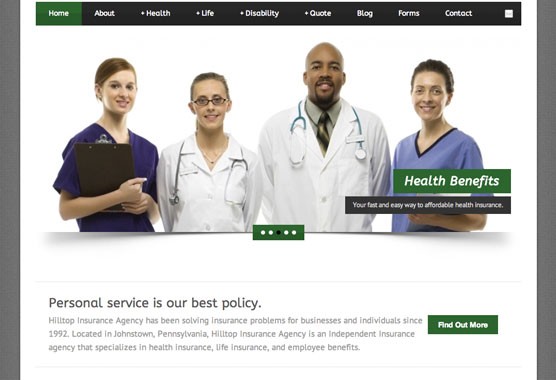 Home About + Health + Life + Disability + Quote Blog Forms Contact
Health Benefits
Your fast and easy way to affordable health insurance.
Personal service is our best policy.
Hilltop Insurance Agency has been solving insurance problems for businesses and individuals since
1992. Located in Johnstown, Pennsylvania, Hilltop Insurance Agency is an Independent Insurance
agency that specializes in health insurance, life insurance, and employee benefits.
Find Out More